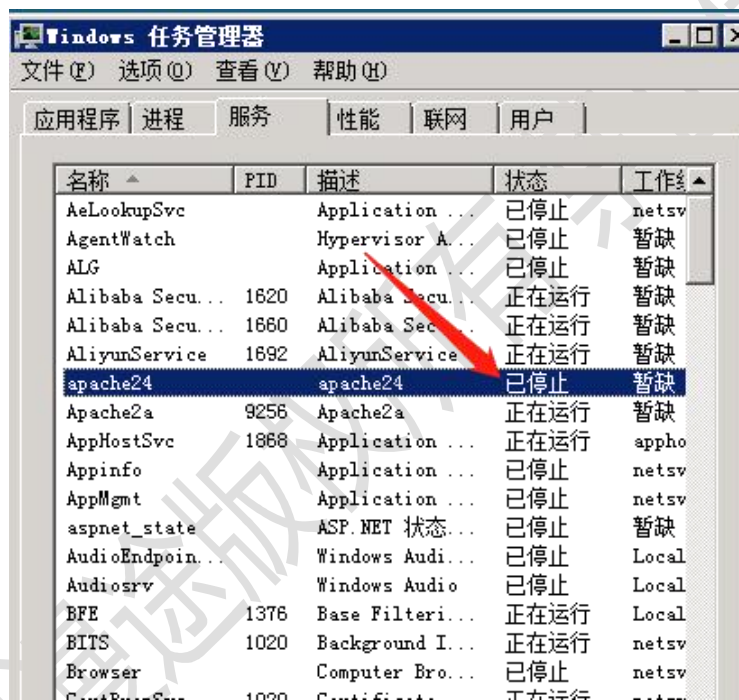 Windows 任务管理器
文件(F) 选项(O) 查看(V) 帮助(H)
应用程序 进程 服务 性能 联网 用户
名称 PID 描述 状态 工作组
AeLookupSvc Application ... 已停止 netsv
AgentWatch Hypervisor A... 已停止 暂缺
ALG Application ... 已停止 暂缺
Alibaba Secu... 1620 Alibaba Secu... 正在运行 暂缺
Alibaba Secu... 1660 Alibaba Sec... 正在运行 暂缺
AliyunService 1692 AliyunService 正在运行 暂缺
apache24 apache24 已停止 暂缺
Apache2a 9256 Apache2a 正在运行 暂缺
AppHostSvc 1868 Application ... 正在运行 appho
Appinfo Application ... 已停止 netsv
AppMgmt Application ... 已停止 netsv
aspnet_state ASP.NET 状态... 已停止 暂缺
AudioEndpoin... Windows Audi... 已停止 Local
Audiosrv Windows Audio 已停止 Local
BFE 1376 Base Filteri... 正在运行 Local
BITS 1020 Background I... 正在运行 netsv
Browser Computer Bro... 已停止 netsv